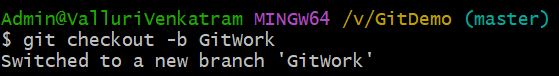 Admin@ValluriVenkatram MINGW64 /v/GitDemo (master)
$ git checkout -b GitWork
Switched to a new branch 'GitWork'